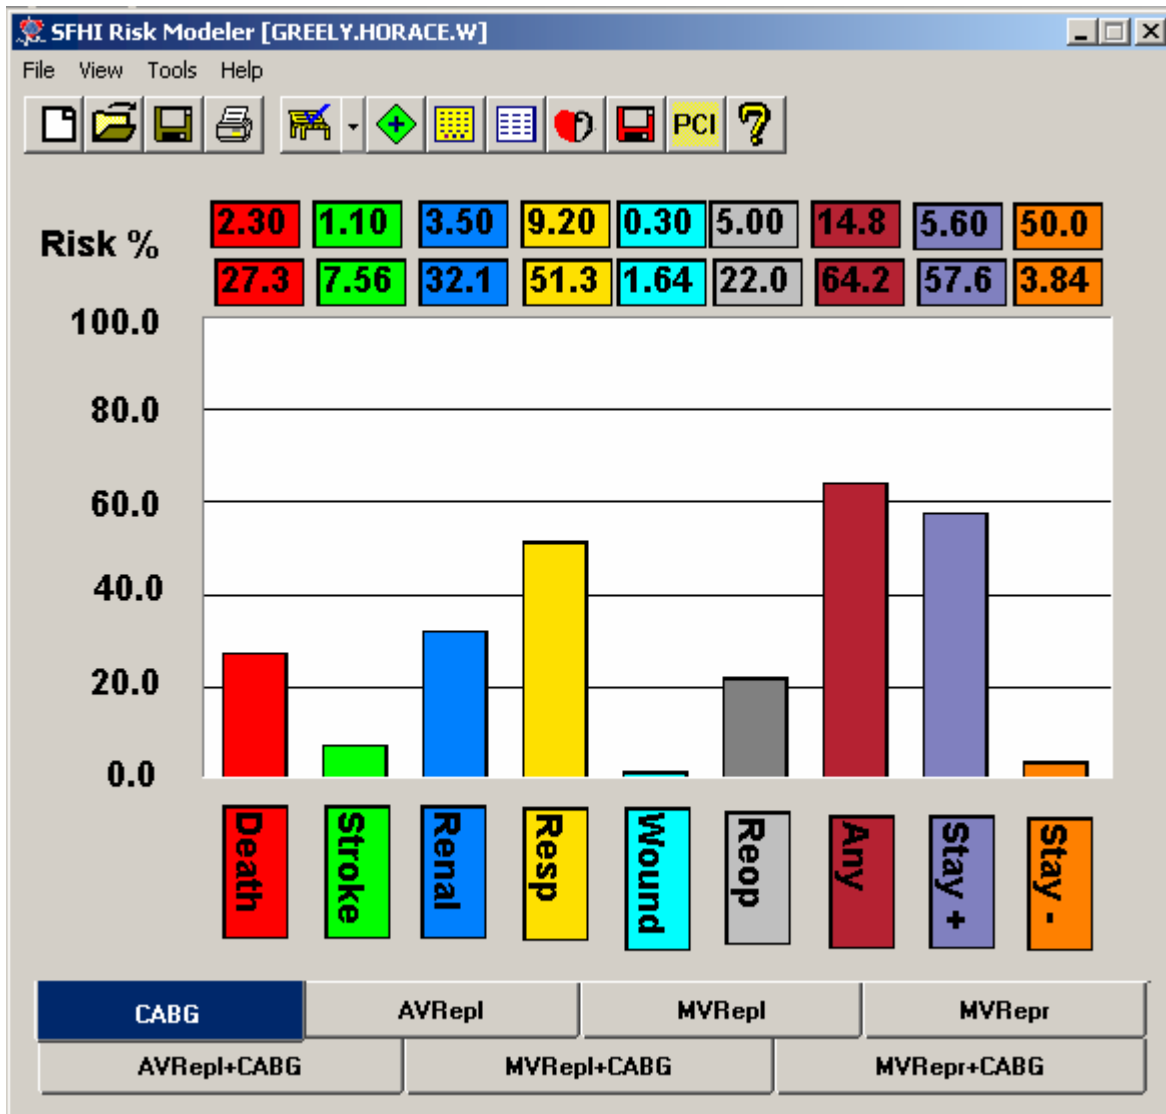 SFHI Risk Modeler [GREELY.HORACE.W]
File View Tools Help
PCI ?
Risk %
2.30 1.10 3.50 9.20 0.30 5.00 14.8 5.60 50.0
27.3 7.56 32.1 51.3 1.64 22.0 64.2 57.6 3.84
100.0
80.0
60.0
40.0
20.0
0.0
Death Stroke Renal Resp Wound Reop Any Stay + Stay -
CABG AVRepl MVRepl MVRepr
AVRepl+CABG MVRepl+CABG MVRepr+CABG